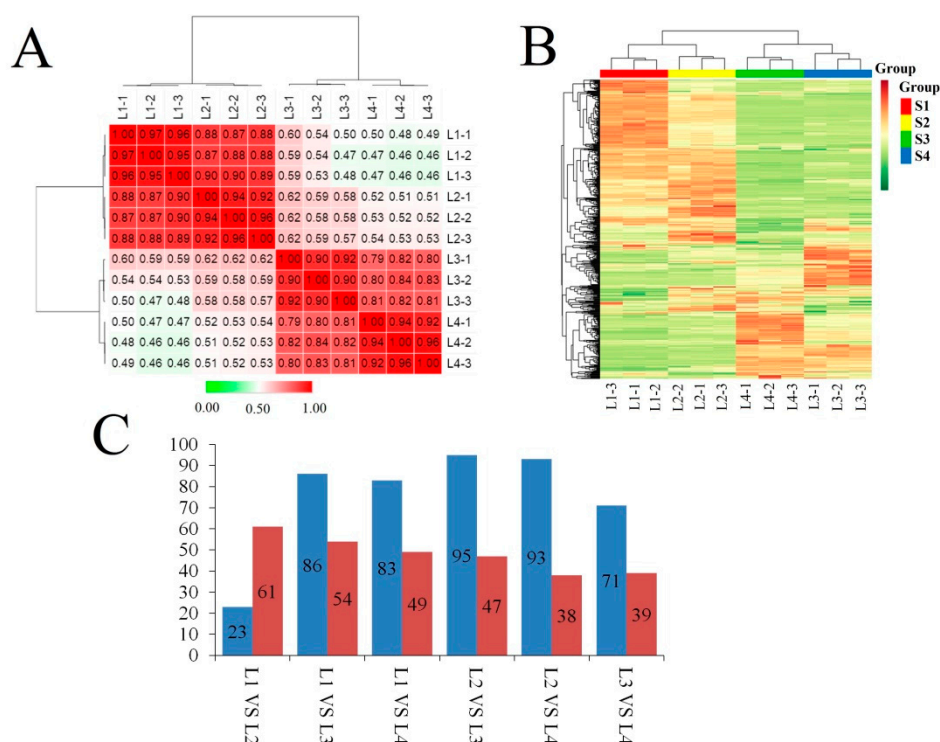 A
L1-1 L1-2 L1-3 L2-1 L2-2 L2-3 L3-1 L3-2 L3-3 L4-1 L4-2 L4-3
1.00 0.97 0.96 0.88 0.87 0.88 0.60 0.54 0.50 0.50 0.48 0.49 L1-1
0.97 1.00 0.95 0.87 0.88 0.88 0.59 0.54 0.47 0.47 0.46 0.46 L1-2
0.96 0.95 1.00 0.90 0.90 0.89 0.59 0.53 0.48 0.47 0.46 0.46 L1-3
0.88 0.87 0.90 1.00 0.94 0.92 0.62 0.59 0.58 0.52 0.51 0.51 L2-1
0.87 0.88 0.90 0.94 1.00 0.96 0.62 0.58 0.58 0.53 0.52 0.52 L2-2
0.88 0.88 0.89 0.92 0.96 1.00 0.62 0.59 0.57 0.54 0.53 0.53 L2-3
0.60 0.59 0.59 0.62 0.62 0.62 1.00 0.90 0.92 0.79 0.82 0.80 L3-1
0.54 0.54 0.53 0.59 0.58 0.59 0.90 1.00 0.90 0.80 0.84 0.83 L3-2
0.50 0.47 0.48 0.58 0.58 0.57 0.92 0.90 1.00 0.81 0.82 0.81 L3-3
0.50 0.47 0.47 0.52 0.53 0.54 0.79 0.80 0.81 1.00 0.94 0.92 L4-1
0.48 0.46 0.46 0.51 0.52 0.53 0.82 0.84 0.82 0.94 1.00 0.96 L4-2
0.49 0.46 0.46 0.51 0.52 0.53 0.80 0.83 0.81 0.92 0.96 1.00 L4-3
0.00 0.50 1.00
B
Group
Group
S1
S2
S3
S4
L1-3 L1-1 L1-2 L2-2 L2-1 L2-3 L4-1 L4-2 L4-3 L3-1 L3-2 L3-3
C
100
90
80
70
60
50
40
30
20
10
0
23 61 86 54 83 49 95 47 93 38 71 39
L1 VS L2
L1 VS L3
L1 VS L4
L2 VS L3
L2 VS L4
L3 VS L4